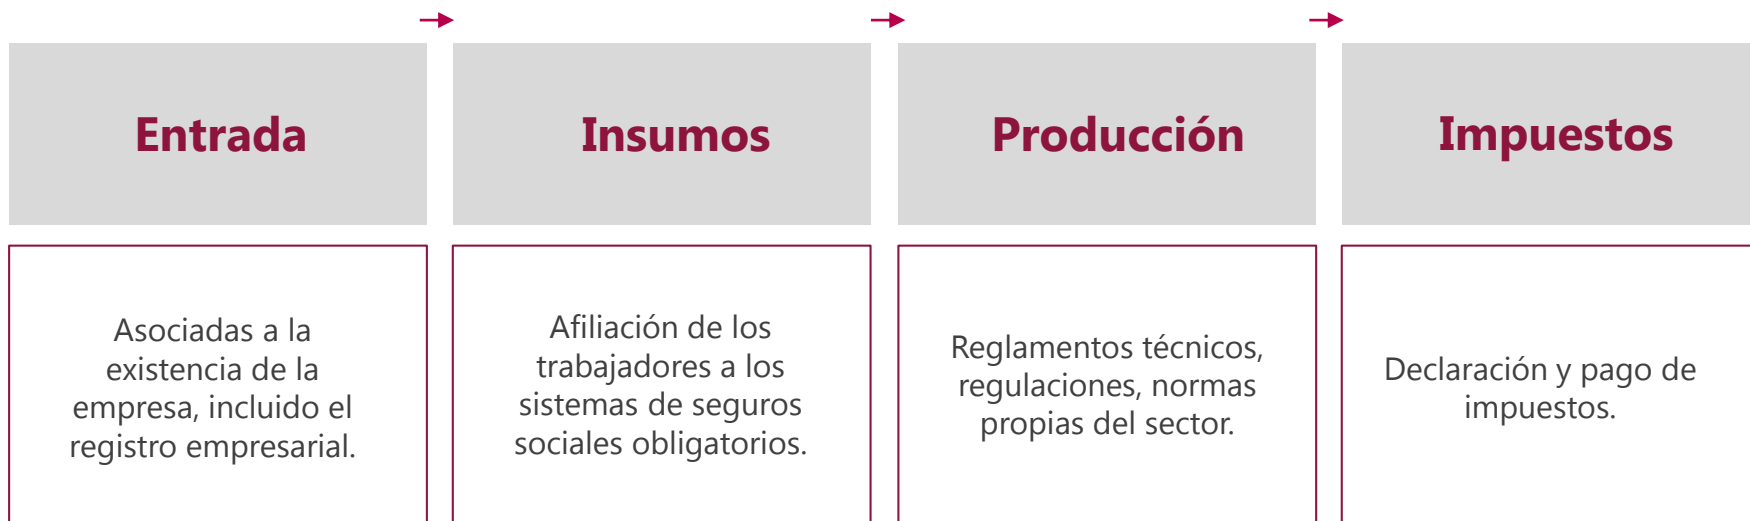 Entrada
Insumos
Producción
Impuestos
Asociadas a la
existencia de la
empresa, incluido el
registro empresarial.
Afiliación de los
trabajadores a los
sistemas de seguros
sociales obligatorios.
Reglamentos técnicos,
regulaciones, normas
propias del sector.
Declaración y pago de
impuestos.